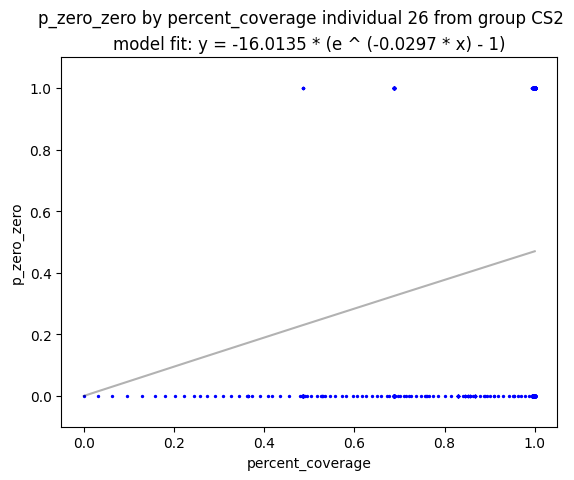 p_zero_zero by percent_coverage individual 26 from group CS2
model fit: y = -16.0135 * (e ^ (-0.0297 * x) - 1)
1.0
0.8
0.6
0.4
0.2
0.0
p_zero_zero
0.0 0.2 0.4 0.6 0.8 1.0
percent_coverage